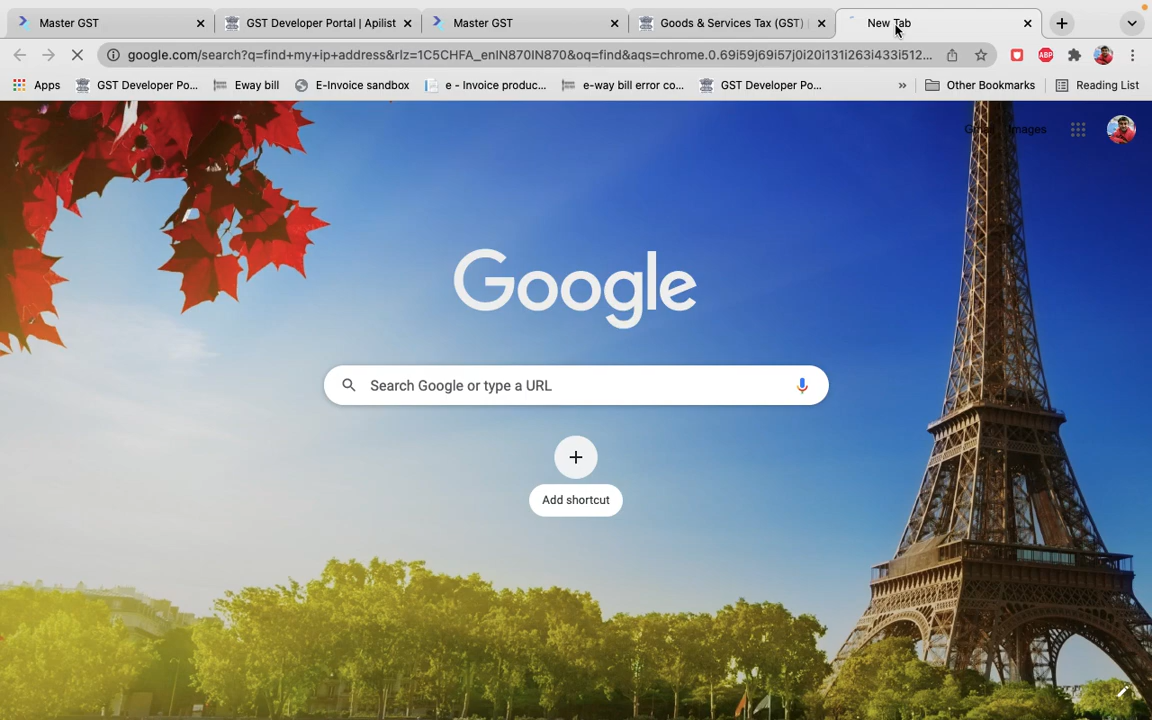 Master GST
GST Developer Portal | Apilist
Master GST
Goods & Services Tax (GST) |
New Tab
google.com/search?q=find+my+ip+address&rlz=1C5CHFA_enIN870IN870&oq=find&aqs=chrome.0.69i59j69i57j0i20i131i263i433i512...
ABP
Apps
GST Developer Po...
Eway bill
E-Invoice sandbox
e - Invoice produc...
e-way bill error co...
GST Developer Po...
»
Other Bookmarks
Reading List
Gmail
Images
Google
Search Google or type a URL
Add shortcut